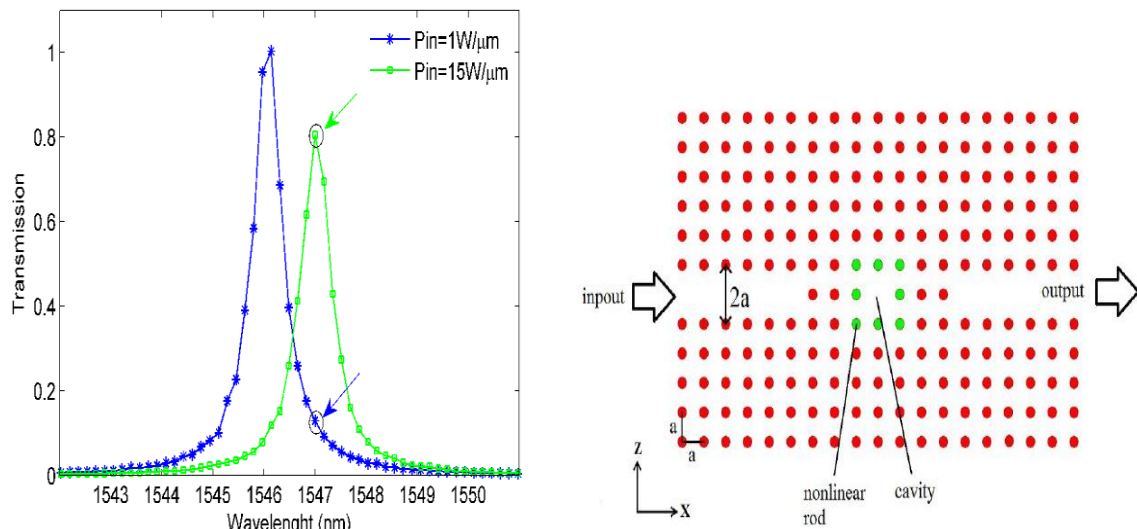 Pin=1W/μm
Pin=15W/μm
1
0.8
0.6
0.4
0.2
0
Transmission
1543 1544 1545 1546 1547 1548 1549 1550
Wavelenght (nm)
inpout
2a
output
a
a
z
x
nonlinear
rod
cavity